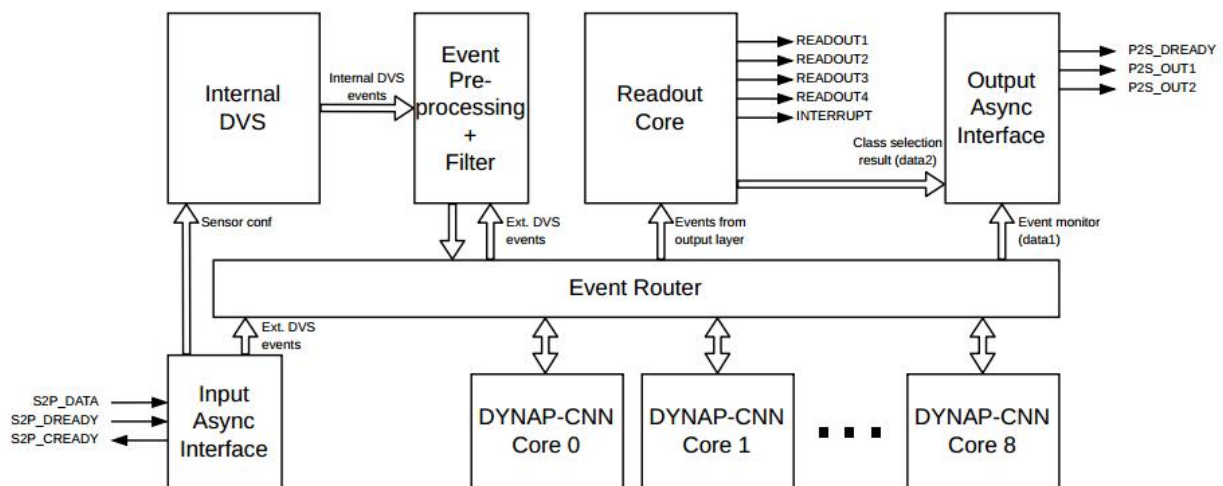 Internal
DVS
Internal DVS
events
Event
Pre-
processing
+
Filter
Readout
Core
READOUT1
READOUT2
READOUT3
READOUT4
INTERRUPT
Class selection
result (data2)
Output
Async
Interface
P2S_DREADY
P2S_OUT1
P2S_OUT2
Sensor conf
Ext. DVS
events
Events from
output layer
Event monitor
(data1)
Event Router
Ext. DVS
events
S2P_DATA
S2P_DREADY
S2P_CREADY
Input
Async
Interface
DYNAP-CNN
Core 0
DYNAP-CNN
Core 1
DYNAP-CNN
Core 8